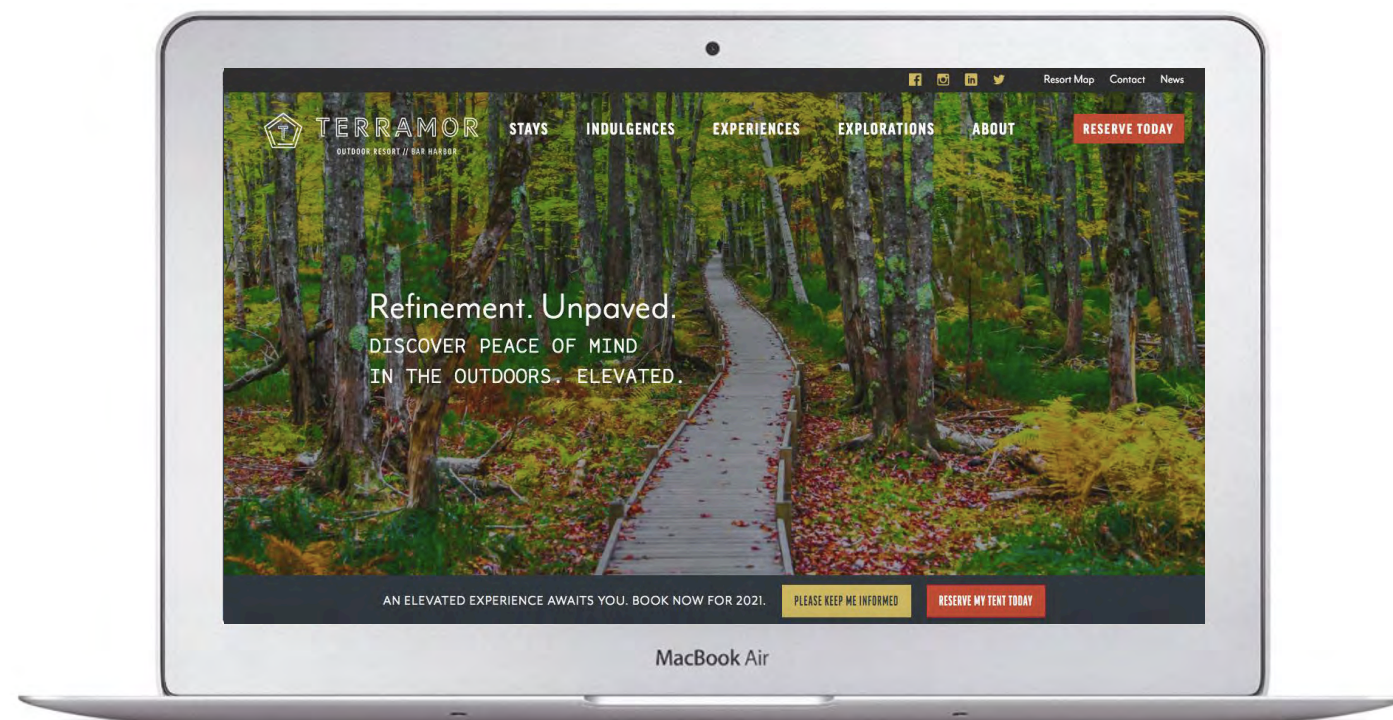 Resort Map Contact News
TERRAMOR
OUTDOOR RESORT // BAR HARBOR
STAYS INDULGENCES EXPERIENCES EXPLORATIONS ABOUT RESERVE TODAY
Refinement. Unpaved.
DISCOVER PEACE OF MIND
IN THE OUTDOORS. ELEVATED.
AN ELEVATED EXPERIENCE AWAITS YOU. BOOK NOW FOR 2021. PLEASE KEEP ME INFORMED RESERVE MY TENT TODAY
MacBook Air